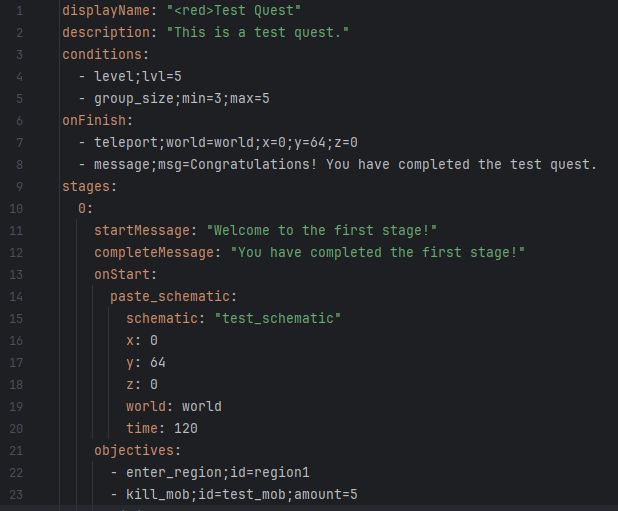 1 displayName: "<red>Test Quest"
2 description: "This is a test quest."
3 conditions:
4   - level;lvl=5
5   - group_size;min=3;max=5
6 onFinish:
7   - teleport;world=world;x=0;y=64;z=0
8   - message;msg=Congratulations! You have completed the test quest.
9 stages:
10   0:
11     startMessage: "Welcome to the first stage!"
12     completeMessage: "You have completed the first stage!"
13     onStart:
14       paste_schematic:
15         schematic: "test_schematic"
16         x: 0
17         y: 64
18         z: 0
19         world: world
20         time: 120
21     objectives:
22       - enter_region;id=region1
23       - kill_mob;id=test_mob;amount=5